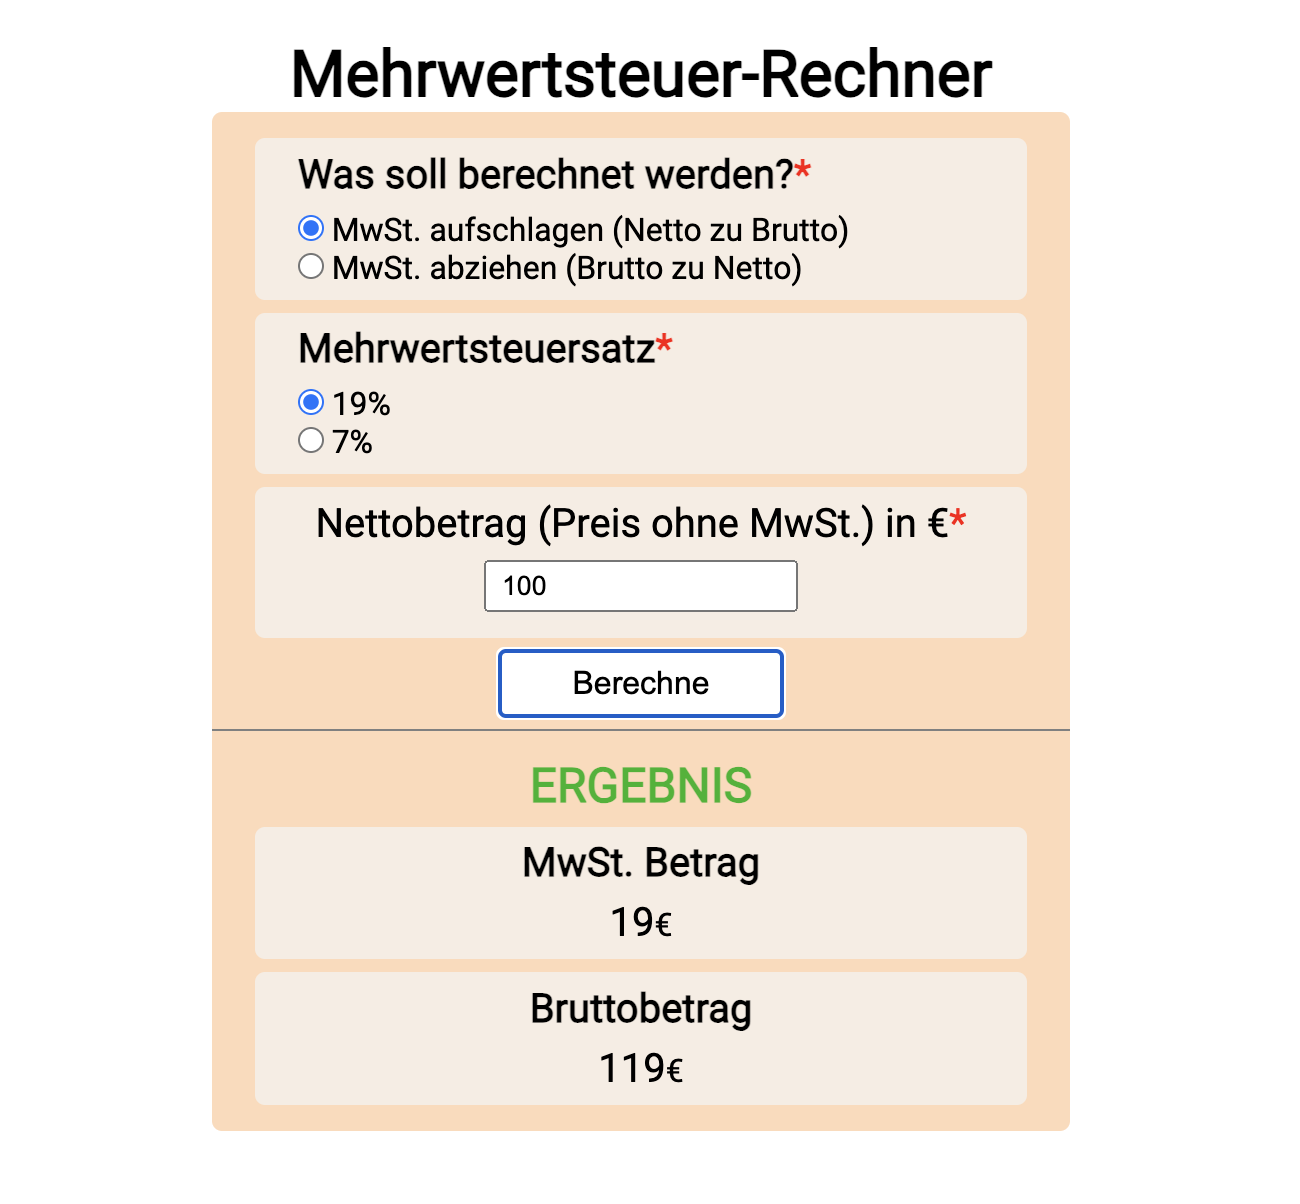 Mehrwertsteuer-Rechner
Was soll berechnet werden?*
MwSt. aufschlagen (Netto zu Brutto)
MwSt. abziehen (Brutto zu Netto)
Mehrwertsteuersatz*
19%
7%
Nettobetrag (Preis ohne MwSt.) in €*
100
Berechne
ERGEBNIS
MwSt. Betrag
19€
Bruttobetrag
119€